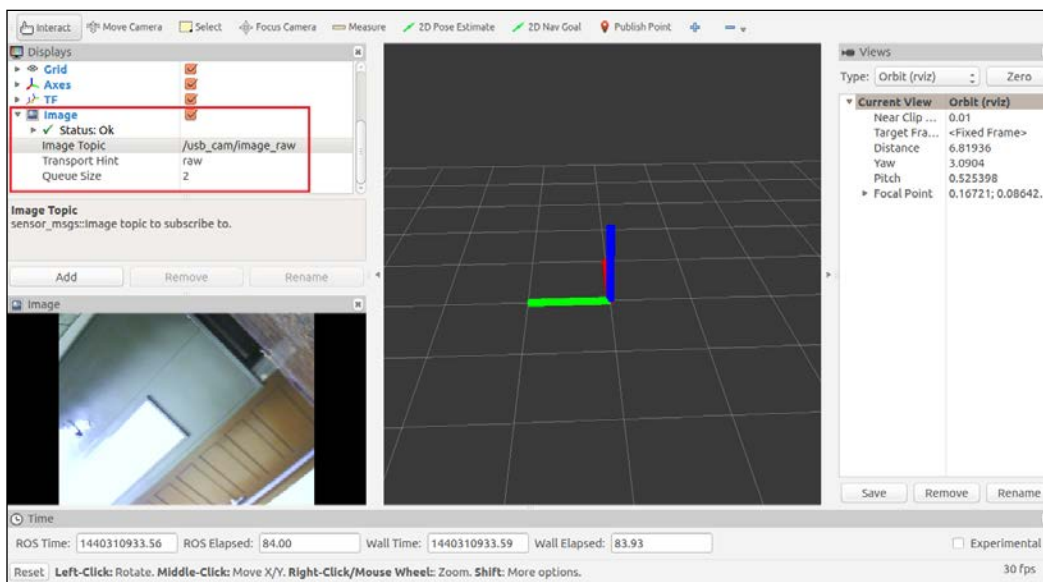 Interact Move Camera Select Focus Camera Measure 2D Pose Estimate 2D Nav Goal Publish Point
Displays
Grid
Axes
TF
Image
Status: Ok
Image Topic /usb_cam/image_raw
Transport Hint raw
Queue Size 2
Image Topic
sensor_msgs::Image topic to subscribe to.
Add Remove Rename
Image
Views
Type: Orbit (rviz) Zero
Current View Orbit (rviz)
Near Clip ... 0.01
Target Fra... <Fixed Frame>
Distance 6.81936
Yaw 3.0904
Pitch 0.525398
Focal Point 0.16721; 0.08642.
Save Remove Rename
Time
ROS Time: 1440310933.56 ROS Elapsed: 84.00 Wall Time: 1440310933.59 Wall Elapsed: 83.93 Experimental
Reset Left-Click: Rotate. Middle-Click: Move X/Y. Right-Click/Mouse Wheel:: Zoom. Shift: More options. 30 fps